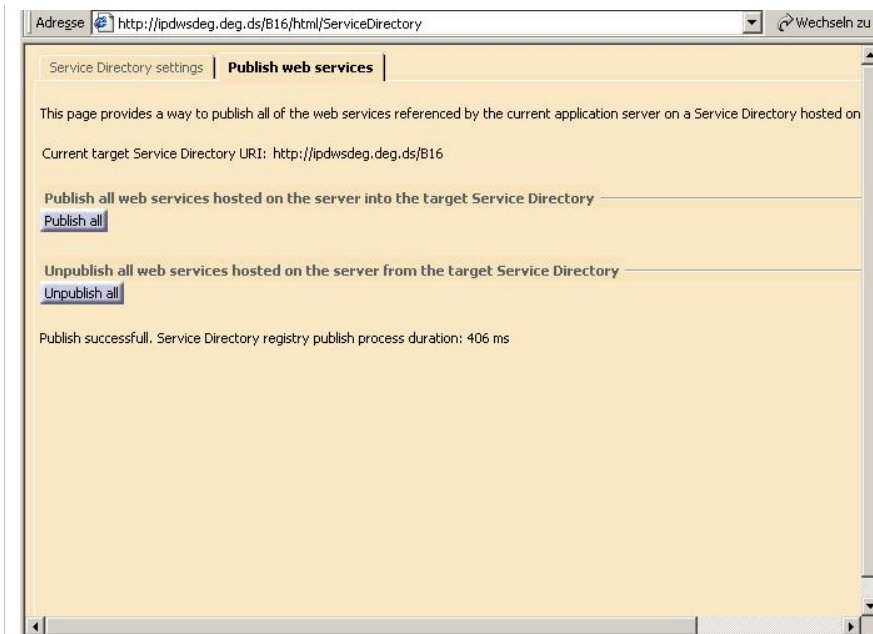 Adresse http://ipdwsdeg.deg.ds/B16/html/ServiceDirectory Wechseln zu
Service Directory settings Publish web services
This page provides a way to publish all of the web services referenced by the current application server on a Service Directory hosted on
Current target Service Directory URI: http://ipdwsdeg.deg.ds/B16
Publish all web services hosted on the server into the target Service Directory
Publish all
Unpublish all web services hosted on the server from the target Service Directory
Unpublish all
Publish successfull. Service Directory registry publish process duration: 406 ms